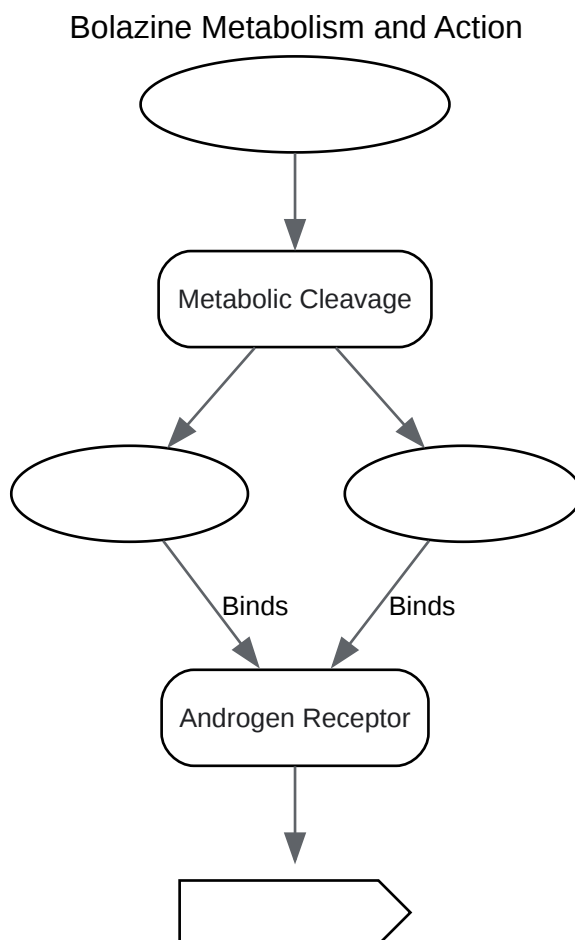 Bolazine Metabolism and Action
Metabolic Cleavage
Binds
Binds
Androgen Receptor